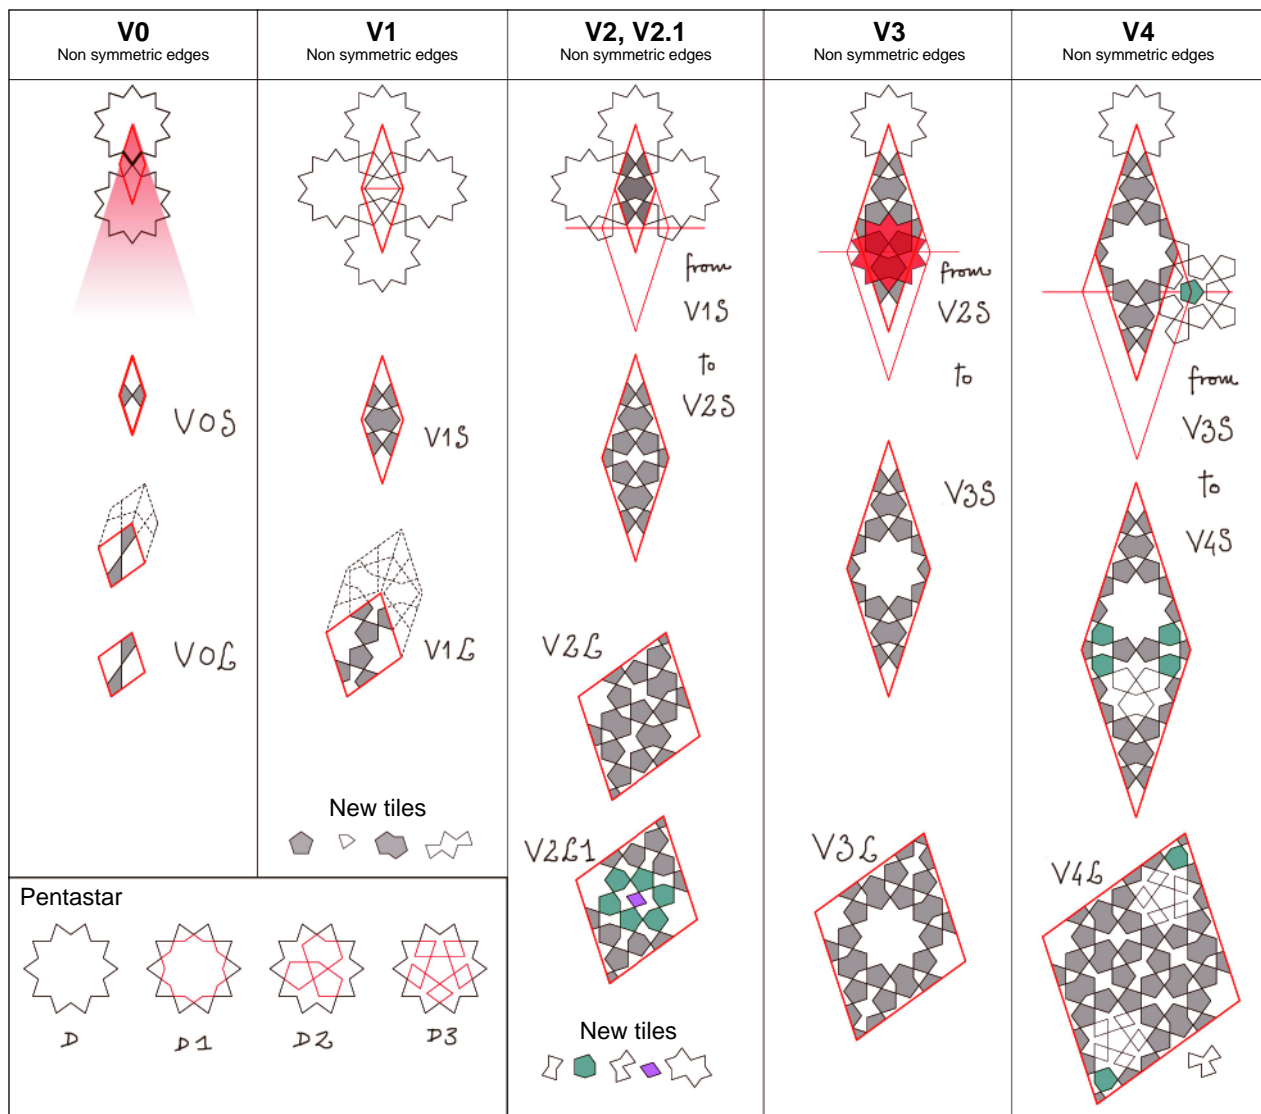 V0
Non symmetric edges
V0S
V0L
V1
Non symmetric edges
V1S
V1L
New tiles
V2, V2.1
Non symmetric edges
from
V1S
to
V2S
V2L
V2L1
New tiles
V3
Non symmetric edges
from
V2S
to
V3S
V3L
V4
Non symmetric edges
from
V3S
to
V4S
V4L
Pentastar
D
D1
D2
D3